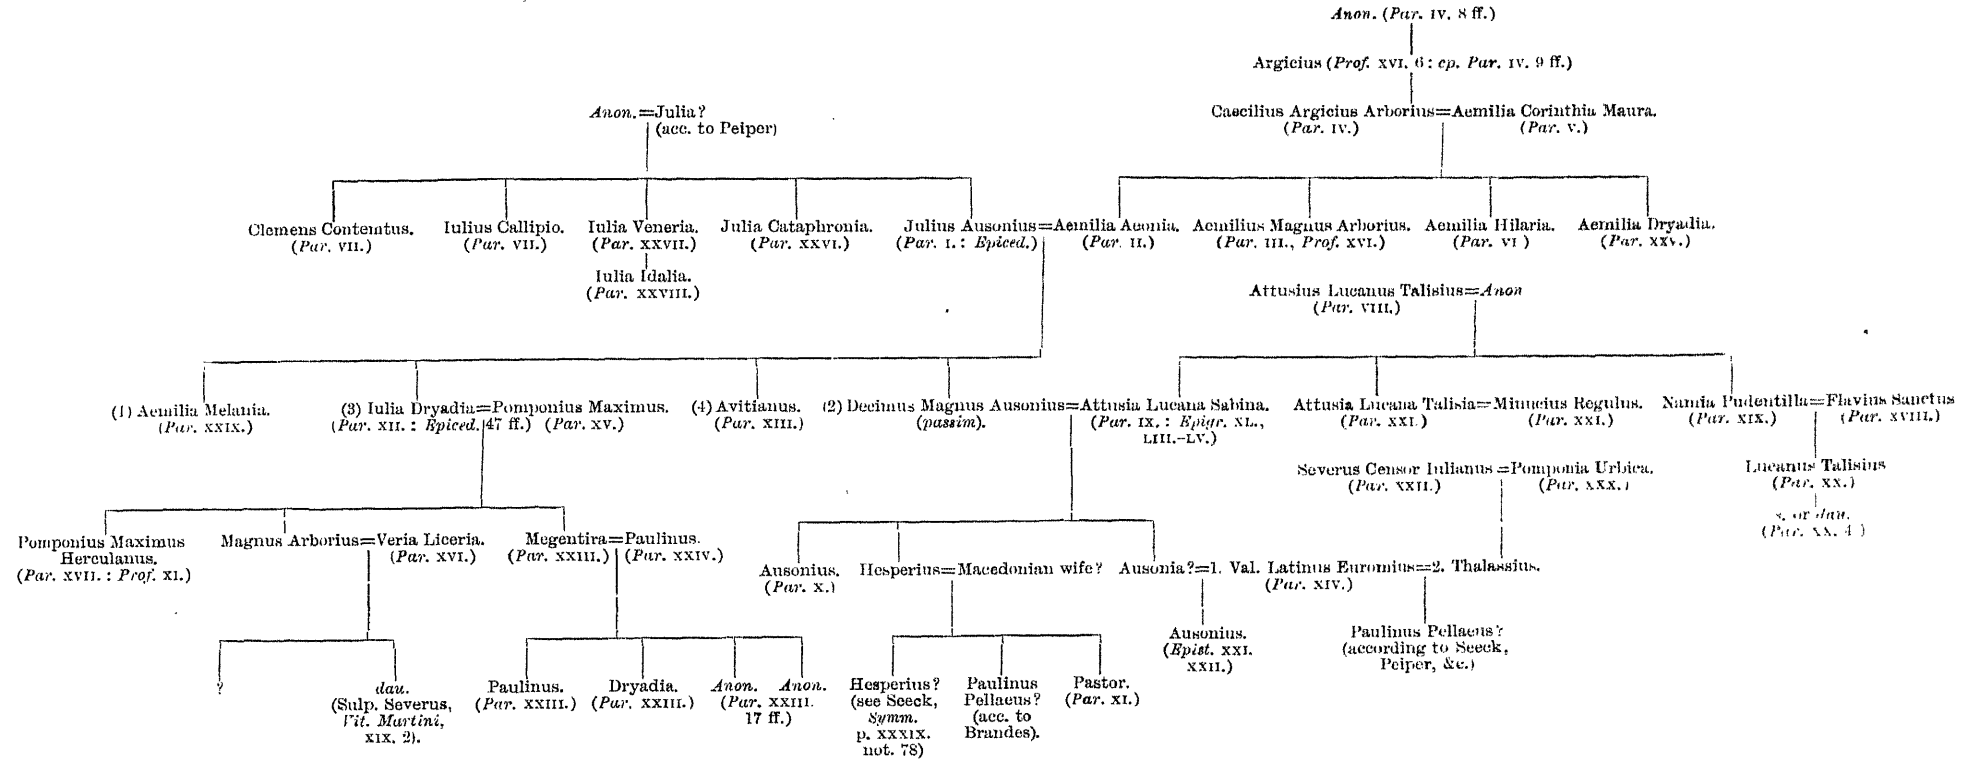 Anon. (Par. IV. 8 ff.)
Argicius (Prof. XVI. 6 : cp. Par. IV. 9 ff.)
Anon.=Julia?
(acc. to Peiper)
Caecilius Argicius Arborius=Aemilia Corinthia Maura.
(Par. IV.) (Par. V.)
Clemens Contemtus. Iulius Callipio. Iulia Veneria. Julia Cataphronia. Julius Ausonius=Aemilia Aeonia. Aemilius Magnus Arborius. Aemilia Hilaria. Aemilia Dryadia.
(Par. VII.) (Par. VII.) (Par. XXVII.) (Par. XXVI.) (Par. I. : Epiced.) (Par. II.) (Par. III., Prof. XVI.) (Par. VI ) (Par. XXV.)
Iulia Idalia.
(Par. XXVIII.)
Attusius Lucanus Talisius=Anon
(Par. VIII.)
(1) Aemilia Melania. (3) Iulia Dryadia=Pomponius Maximus. (4) Avitianus. (2) Decimus Magnus Ausonius=Attusia Lucana Sabina. Attusia Lucana Talisia=Minucius Regulus. Namia Pudentilla=Flavius Sanctus
(Par. XXIX.) (Par. XII. : Epiced. 47 ff.) (Par. XV.) (Par. XIII.) (passim). (Par. IX. : Epigr. XL., (Par. XXI.) (Par. XXI.) (Par. XIX.) (Par. XVIII.)
LIII.-LV.)
Severus Censor Iulianus =Pomponia Urbica. Lucanus Talisius
(Par. XXII.) (Par. XXX.) (Par. XX.)
s. or dau.
(Par. XX. 4 )
Pomponius Maximus Magnus Arborius=Veria Liceria. Megentira=Paulinus.
Herculanus. (Par. XVI.) (Par. XXIII.) (Par. XXIV.)
(Par. XVII. : Prof. XI.)
Ausonius. Hesperius=Macedonian wife? Ausonia?=1. Val. Latinus Euromius=2. Thalassius.
(Par. X.) (Par. XIV.)
Ausonius. Paulinus Pellaeus?
(Epist. XXI. (according to Seeck,
XXII.) Peiper, &c.)
? dau. Paulinus. Dryadia. Anon. Anon. Hesperius? Paulinus Pastor.
(Sulp. Severus, (Par. XXIII.) (Par. XXIII.) (Par. XXIII. (see Seeck, Pellaeus? (Par. XI.)
Vit. Martini, 17 ff.) Symm. (acc. to
XIX. 2). p. XXXIX. Brandes).
not. 78)